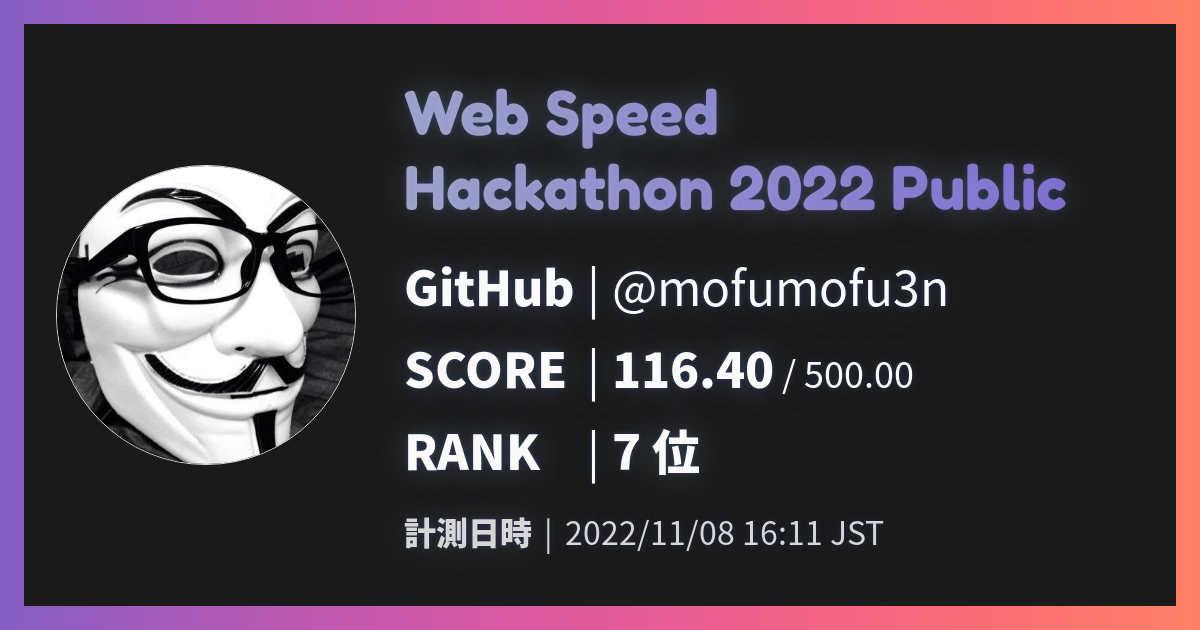 Web Speed
Hackathon 2022 Public
GitHub | @mofumofu3n
SCORE | 116.40 / 500.00
RANK | 7 位
計測日時 | 2022/11/08 16:11 JST